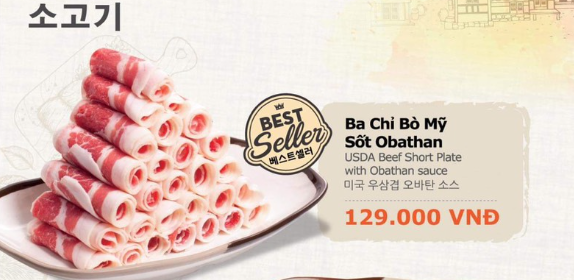 소고기
BEST
Seller
베스트셀러
Ba Chỉ Bò Mỹ
Sốt Obathan
USDA Beef Short Plate
with Obathan sauce
미국 우삼겹 오바탄 소스
129.000 VNĐ